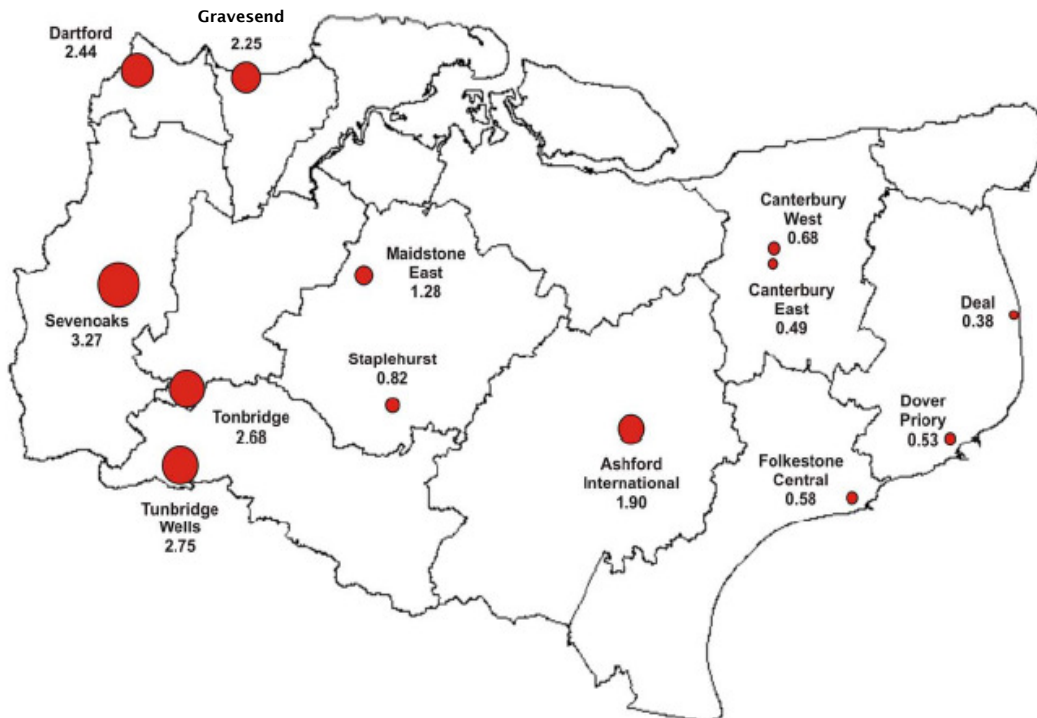 Gravesend
2.25
Dartford
2.44
Canterbury
West
0.68
Canterbury
East
0.49
Maidstone
East
1.28
Deal
0.38
Sevenoaks
3.27
Staplehurst
0.82
Tonbridge
2.68
Dover
Priory
0.53
Ashford
International
1.90
Folkestone
Central
0.58
Tunbridge
Wells
2.75